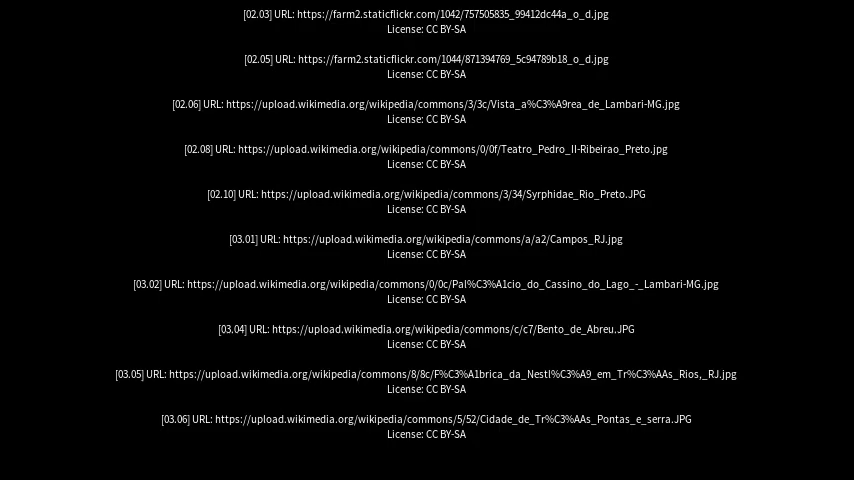 [02.03] URL: https://farm2.staticflickr.com/1042/757505835_99412dc44a_o_d.jpg
License: CC BY-SA
[02.05] URL: https://farm2.staticflickr.com/1044/871394769_5c94789b18_o_d.jpg
License: CC BY-SA
[02.06] URL: https://upload.wikimedia.org/wikipedia/commons/3/3c/Vista_a%C3%A9rea_de_Lambari-MG.jpg
License: CC BY-SA
[02.08] URL: https://upload.wikimedia.org/wikipedia/commons/0/0f/Teatro_Pedro_II-Ribeirao_Preto.jpg
License: CC BY-SA
[02.10] URL: https://upload.wikimedia.org/wikipedia/commons/3/34/Syrphidae_Rio_Preto.JPG
License: CC BY-SA
[03.01] URL: https://upload.wikimedia.org/wikipedia/commons/a/a2/Campos_RJ.jpg
License: CC BY-SA
[03.02] URL: https://upload.wikimedia.org/wikipedia/commons/0/0c/Pal%C3%A1cio_do_Cassino_do_Lago_-_Lambari-MG.jpg
License: CC BY-SA
[03.04] URL: https://upload.wikimedia.org/wikipedia/commons/c/c7/Bento_de_Abreu.JPG
License: CC BY-SA
[03.05] URL: https://upload.wikimedia.org/wikipedia/commons/8/8c/F%C3%A1brica_da_Nestl%C3%A9_em_Tr%C3%AAs_Rios,_RJ.jpg
License: CC BY-SA
[03.06] URL: https://upload.wikimedia.org/wikipedia/commons/5/52/Cidade_de_Tr%C3%AAs_Pontas_e_serra.JPG
License: CC BY-SA